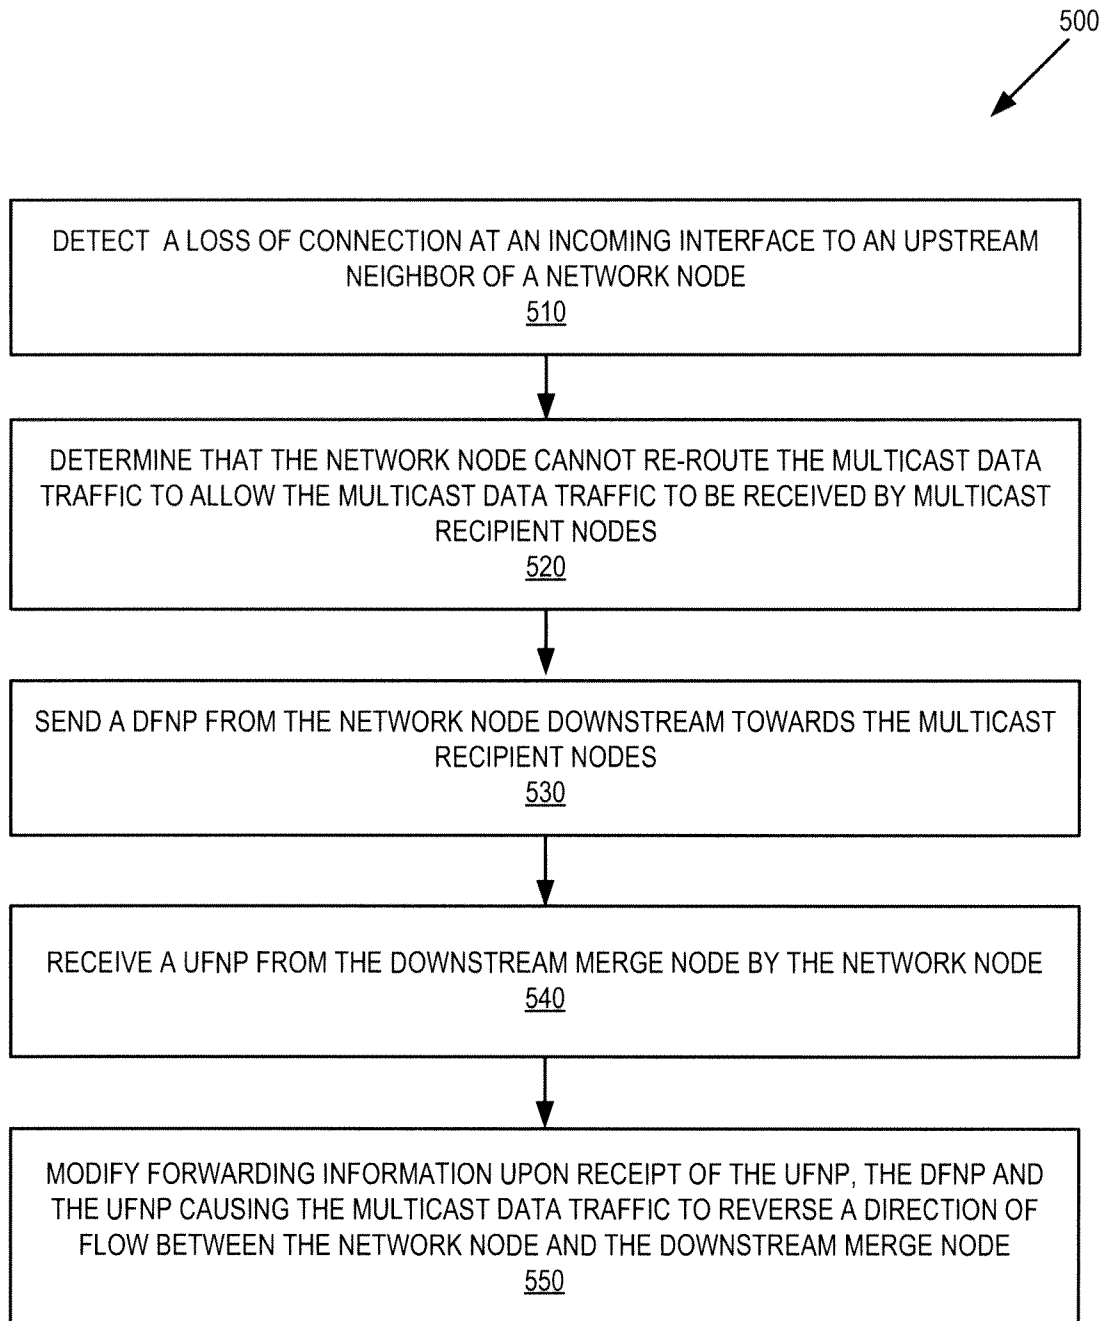 500
DETECT A LOSS OF CONNECTION AT AN INCOMING INTERFACE TO AN UPSTREAM
NEIGHBOR OF A NETWORK NODE
510
DETERMINE THAT THE NETWORK NODE CANNOT RE-ROUTE THE MULTICAST DATA
TRAFFIC TO ALLOW THE MULTICAST DATA TRAFFIC TO BE RECEIVED BY MULTICAST
RECIPIENT NODES
520
SEND A DFNP FROM THE NETWORK NODE DOWNSTREAM TOWARDS THE MULTICAST
RECIPIENT NODES
530
RECEIVE A UFNP FROM THE DOWNSTREAM MERGE NODE BY THE NETWORK NODE
540
MODIFY FORWARDING INFORMATION UPON RECEIPT OF THE UFNP, THE DFNP AND
THE UFNP CAUSING THE MULTICAST DATA TRAFFIC TO REVERSE A DIRECTION OF
FLOW BETWEEN THE NETWORK NODE AND THE DOWNSTREAM MERGE NODE
550